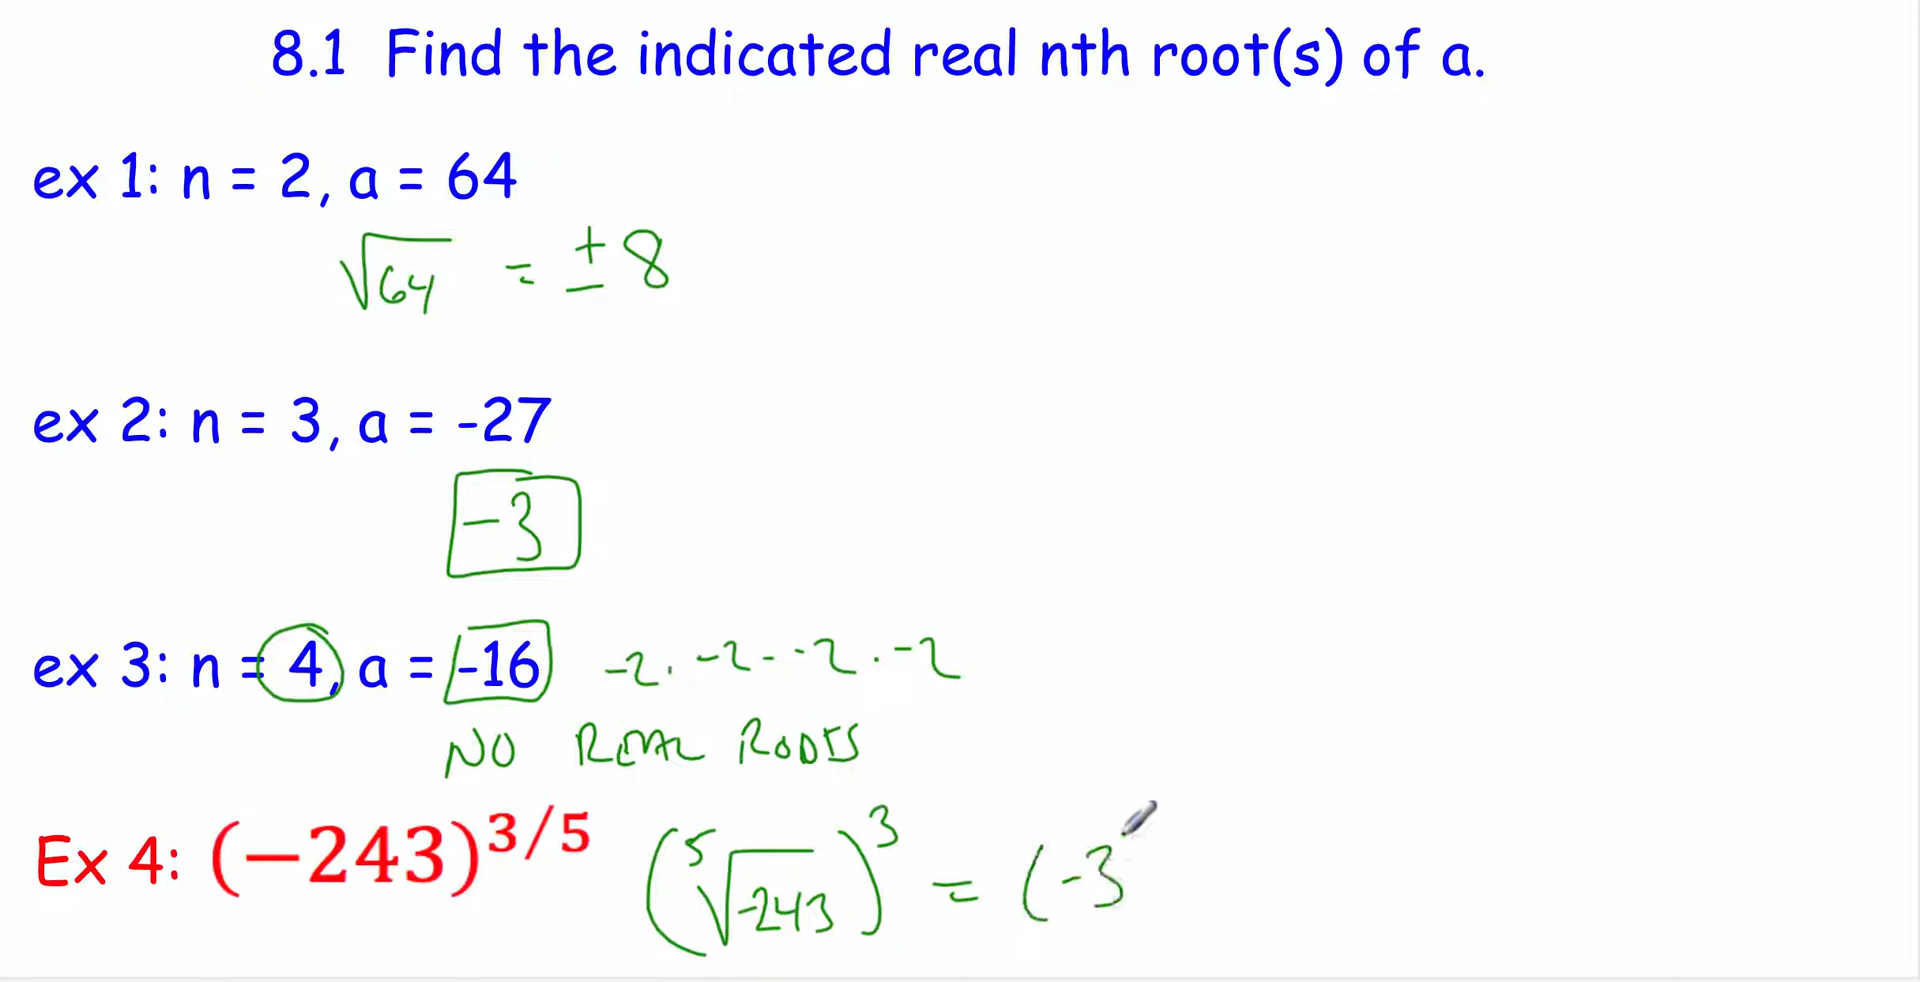 8.1 Find the indicated real nth root(s) of a.
ex 1: n = 2, a = 64
√64 = ± 8
ex 2: n = 3, a = -27
-3
ex 3: n = 4, a = -16 -2 · -2 · -2 · -2
NO REAL ROOTS
Ex 4: (−243)^3/5 (⁵√-243)³ = (-3